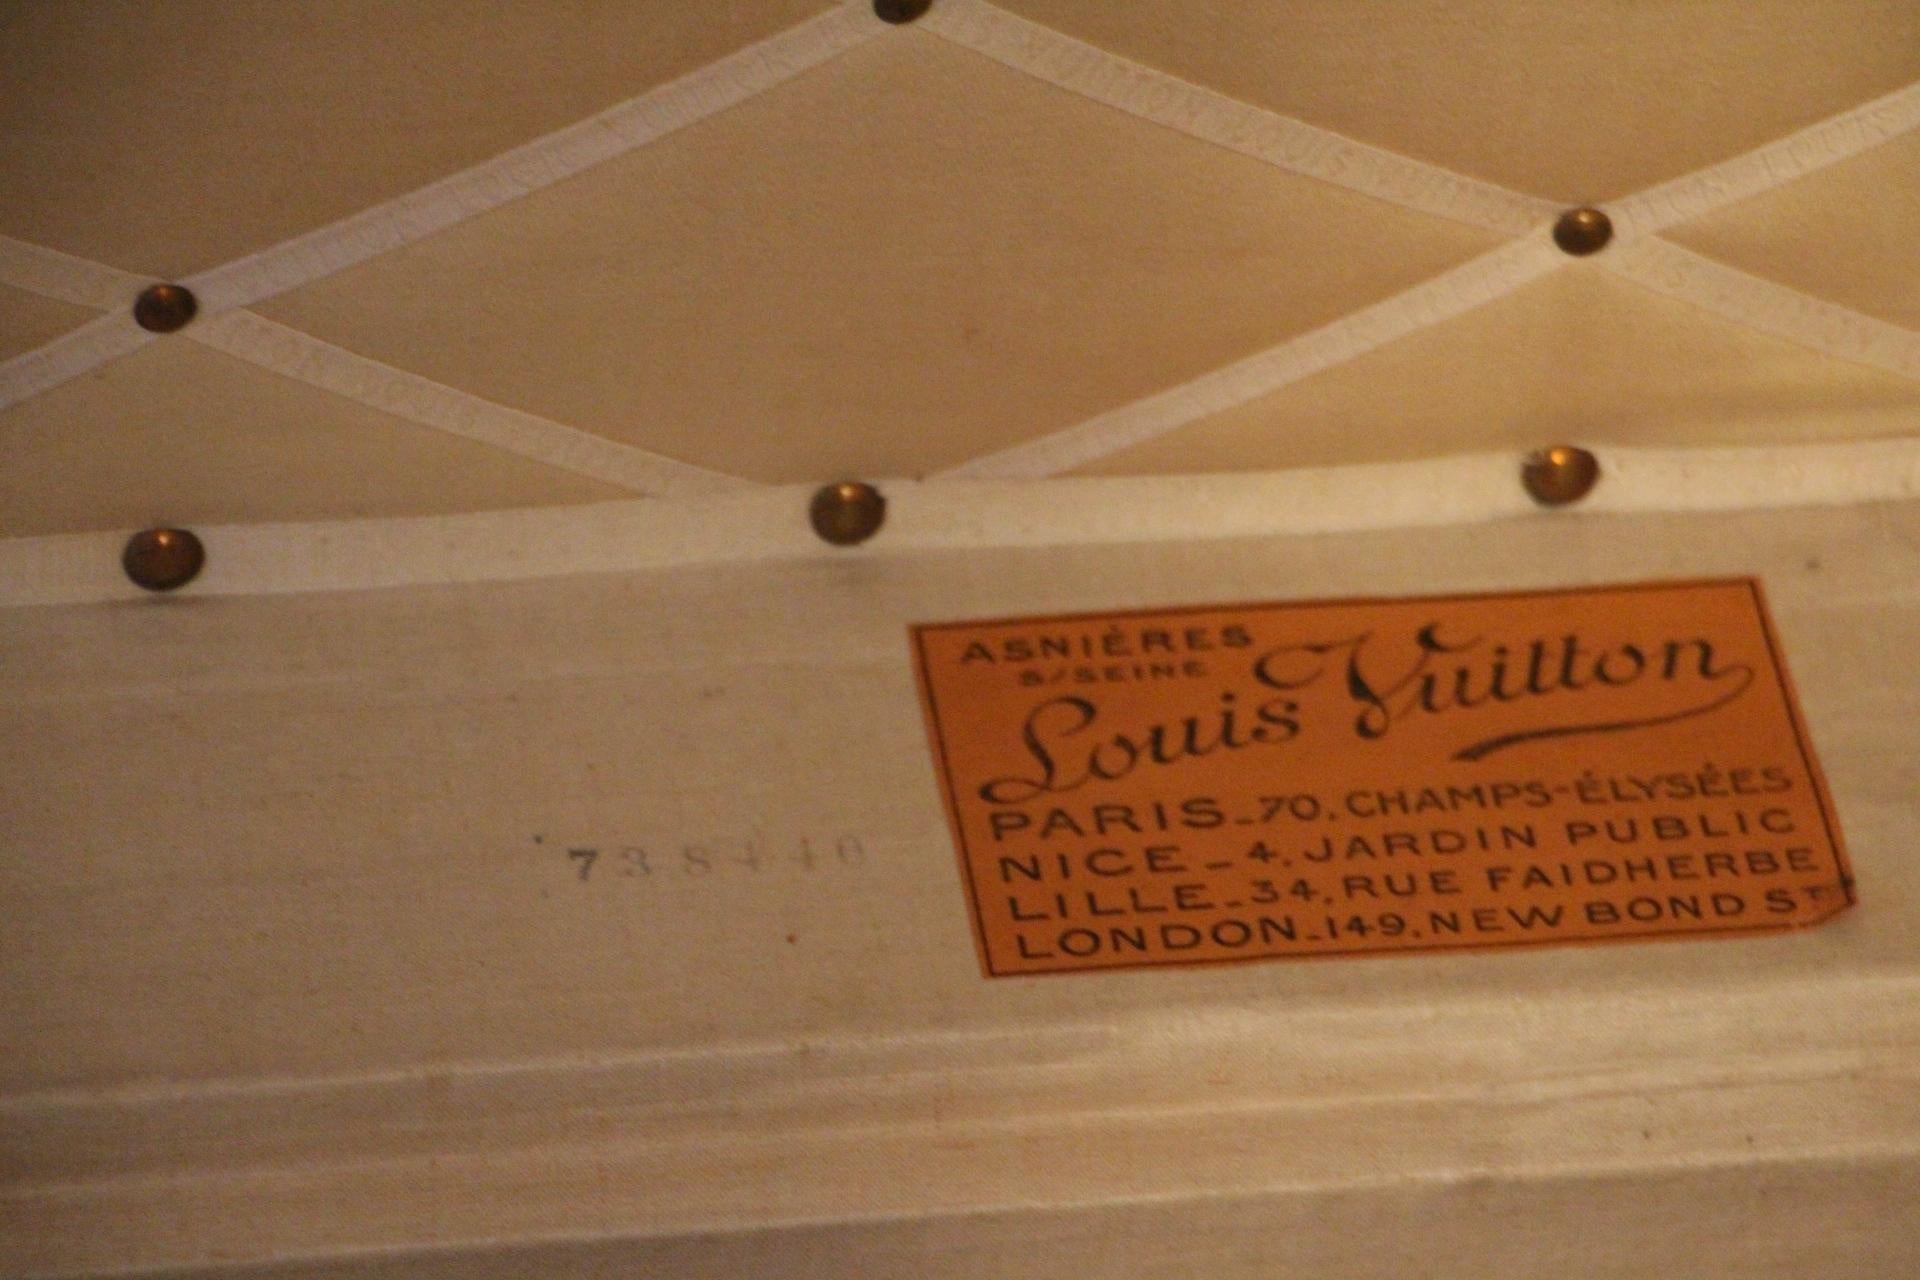 ASNIÈRES
S/SEINE
Louis Vuitton
PARIS_70, CHAMPS-ÉLYSÉES
NICE_4, JARDIN PUBLIC
LILLE_34, RUE FAIDHERBE
LONDON_149, NEW BOND ST